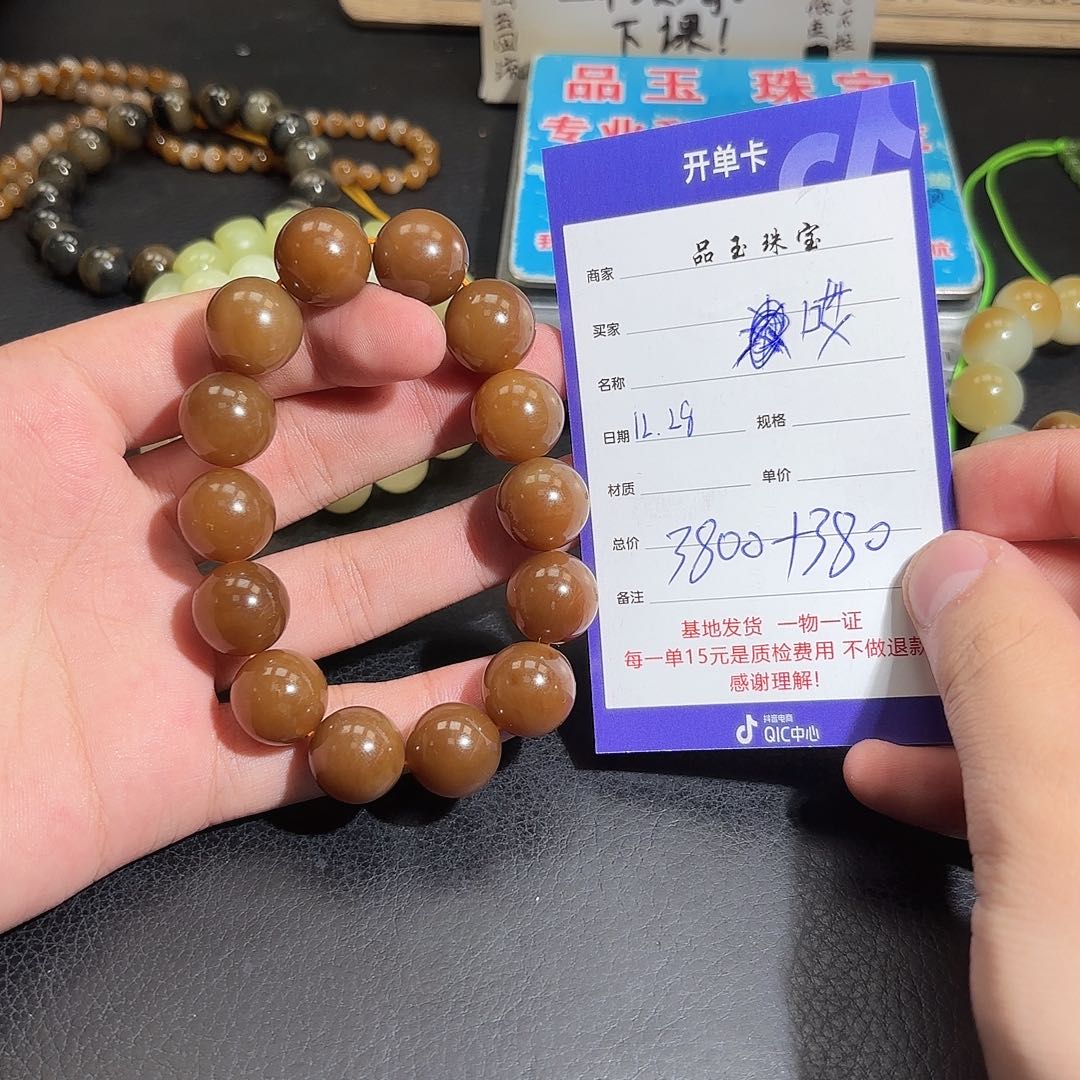 下课!
品玉 珠宝
专业
开单卡
商家 品玉珠宝
买家
名称
日期 12.29 规格
材质 单价
总价 3800+380
备注
基地发货 一物一证
每一单15元是质检费用 不做退款
感谢理解!
抖音电商
QIC中心